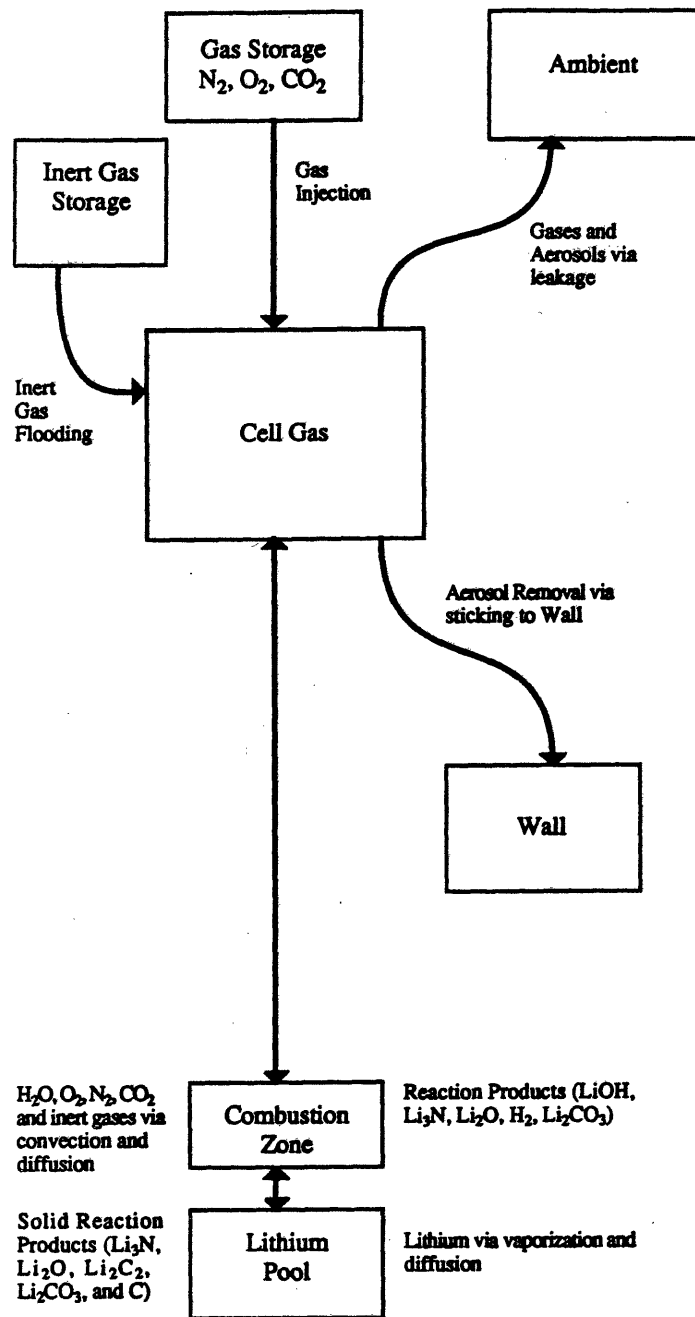 Gas Storage
N₂, O₂, CO₂
Ambient
Inert Gas
Storage
Gas
Injection
Gases and
Aerosols via
leakage
Inert
Gas
Flooding
Cell Gas
Aerosol Removal via
sticking to Wall
Wall
H₂O, O₂, N₂, CO₂
and inert gases via
convection and
diffusion
Combustion
Zone
Reaction Products (LiOH,
Li₃N, Li₂O, H₂, Li₂CO₃)
Solid Reaction
Products (Li₃N,
Li₂O, Li₂C₂,
Li₂CO₃, and C)
Lithium
Pool
Lithium via vaporization and
diffusion